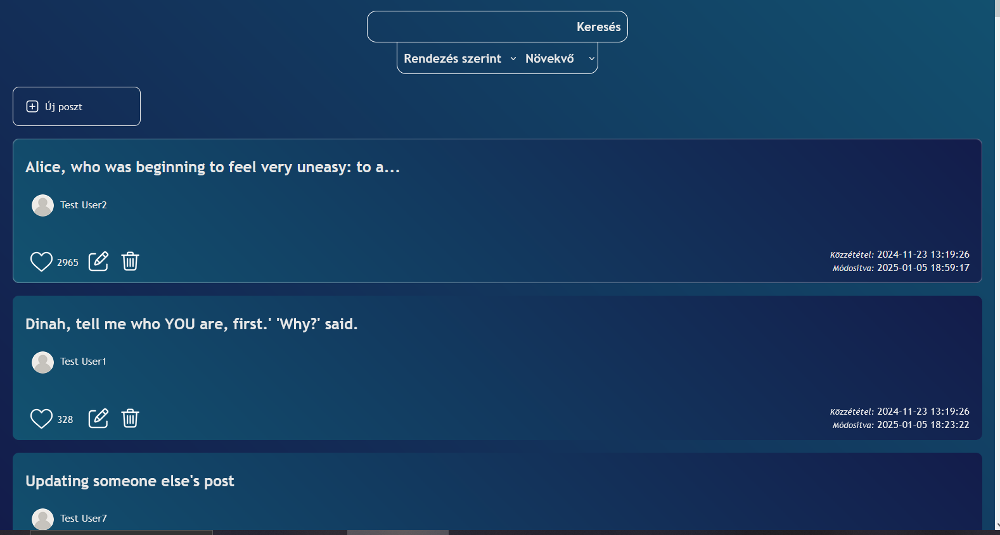 Keresés
Rendezés szerint Növekvő
Új poszt
Alice, who was beginning to feel very uneasy: to a...
Test User2
2965
Közzététel: 2024-11-23 13:19:26
Módosítva: 2025-01-05 18:59:17
Dinah, tell me who YOU are, first.' 'Why?' said.
Test User1
328
Közzététel: 2024-11-23 13:19:26
Módosítva: 2025-01-05 18:23:22
Updating someone else's post
Test User7